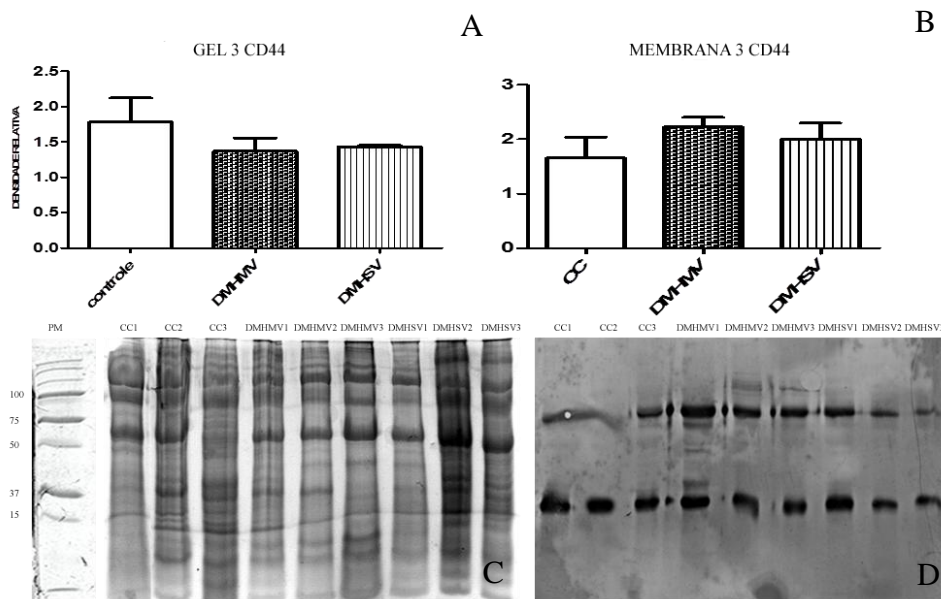 A
GEL 3 CD44
DENSIDADE RELATIVA
2.5
2.0
1.5
1.0
0.5
0.0
controle
DMHMV
DMHSV
B
MEMBRANA 3 CD44
3
2
1
0
CC
DMHMV
DMHSV
PM CC1 CC2 CC3 DMHMV1 DMHMV2 DMHMV3 DMHSV1 DMHSV2 DMHSV3
100
75
50
37
15
C
CC1 CC2 CC3 DMHMV1 DMHMV2 DMHMV3 DMHSV1 DMHSV2
D